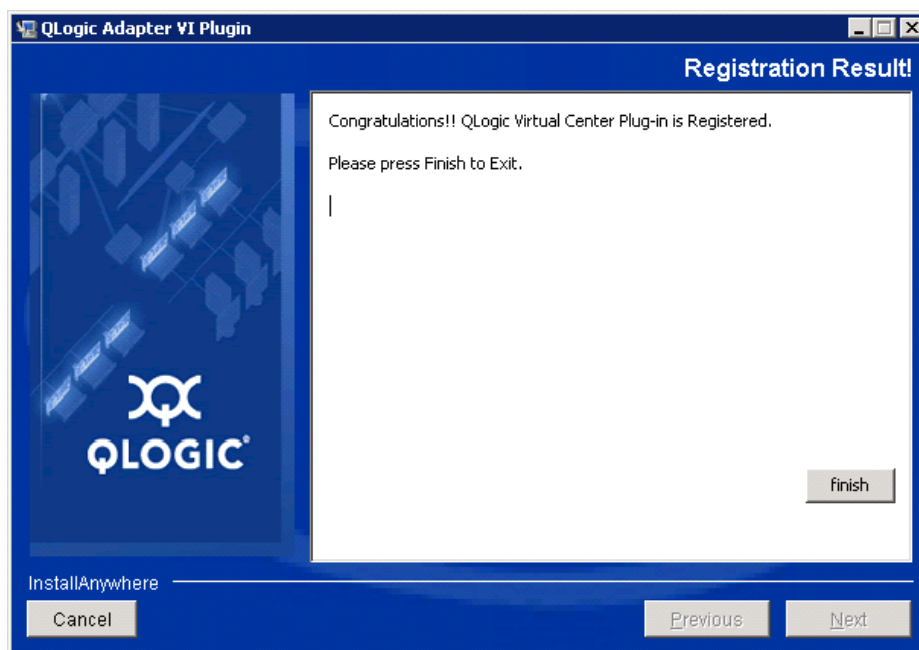 QLogic Adapter VI Plugin
Registration Result!
Congratulations!! QLogic Virtual Center Plug-in is Registered.
Please press Finish to Exit.
QLOGIC®
finish
InstallAnywhere
Cancel
Previous
Next